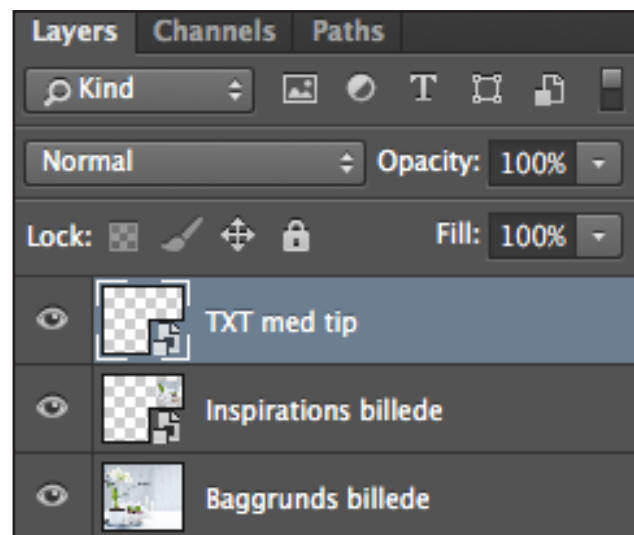 Layers Channels Paths
Kind T
Normal Opacity: 100%
Lock: Fill: 100%
TXT med tip
Inspirations billede
Baggrunds billede